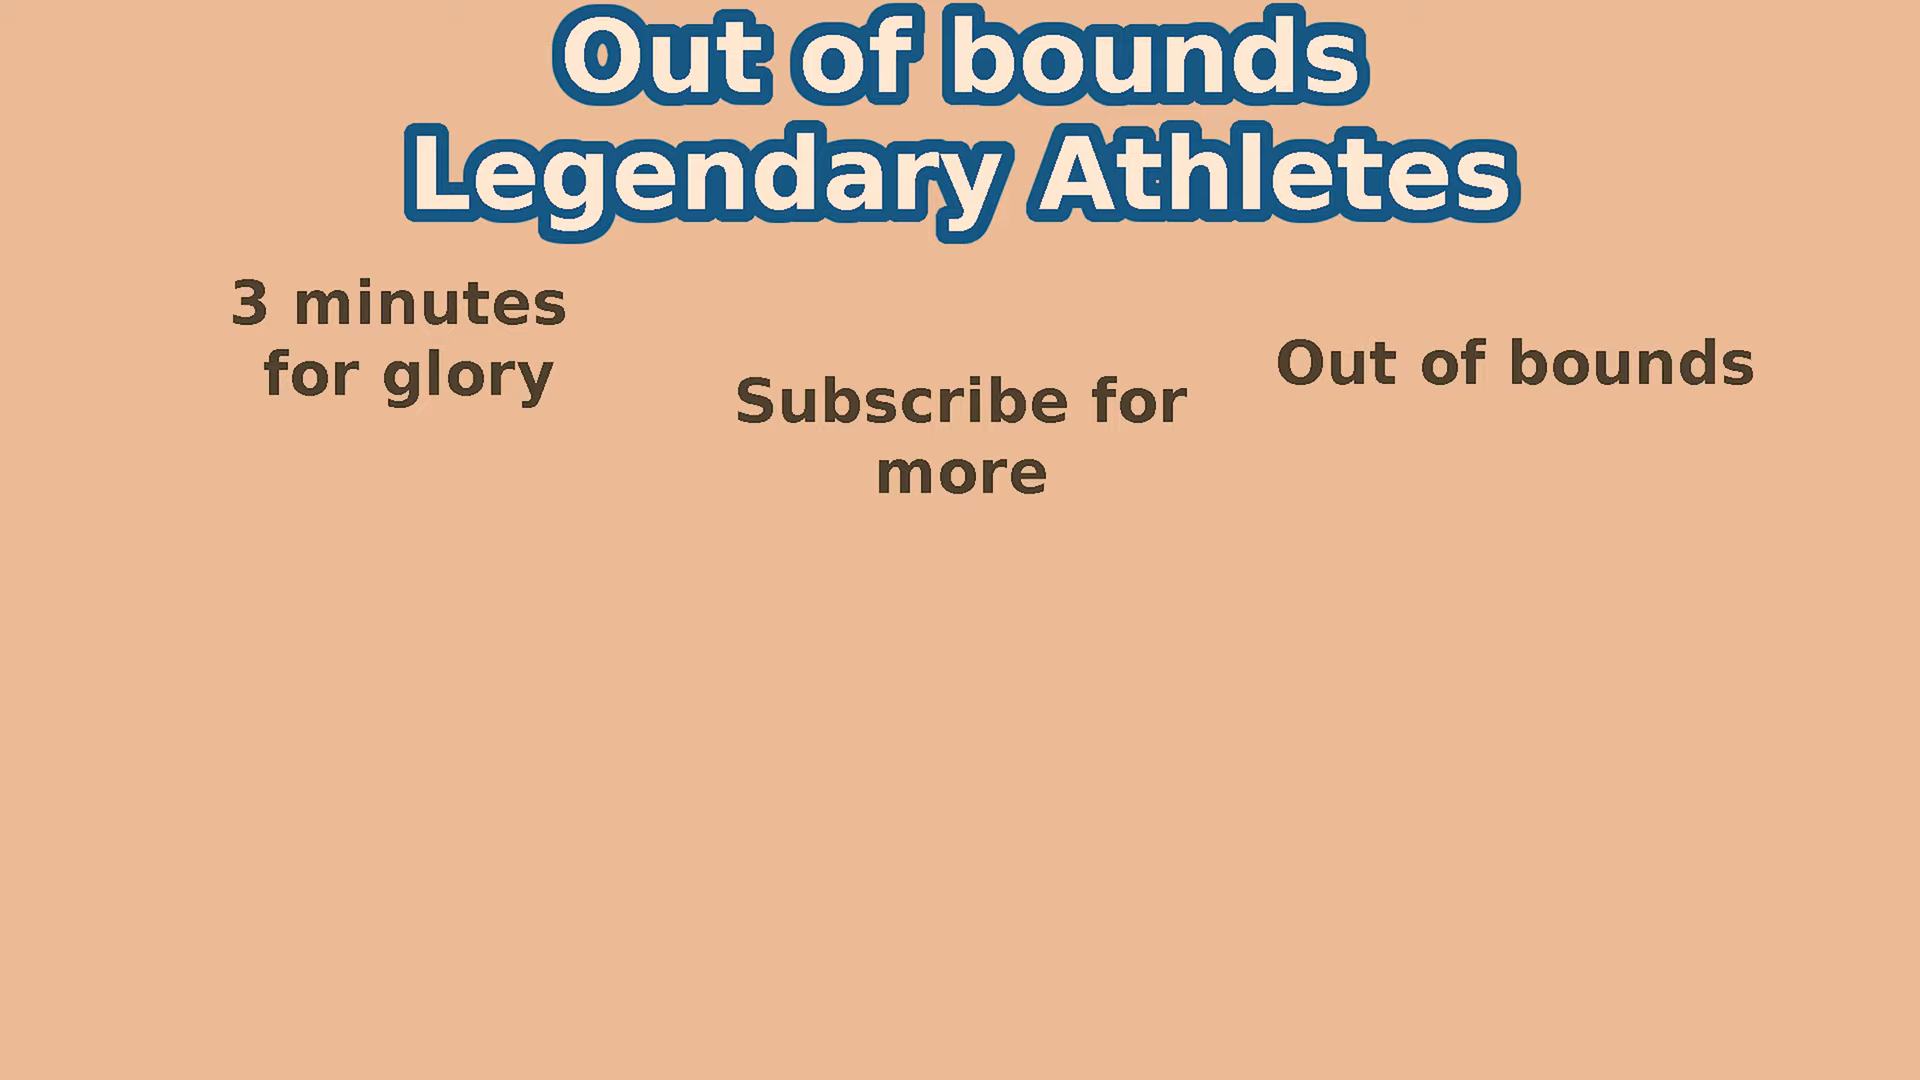 Out of bounds
Legendary Athletes
3 minutes
for glory
Subscribe for
more
Out of bounds